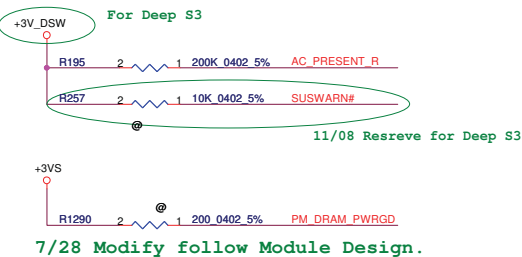 For Deep S3
+3V_DSW
R195 2 1 200K_0402_5% AC_PRESENT_R
R257 2 1 10K_0402_5% SUSWARN#
@
11/08 Resreve for Deep S3
+3VS
@
R1290 2 1 200_0402_5% PM_DRAM_PWRGD
7/28 Modify follow Module Design.